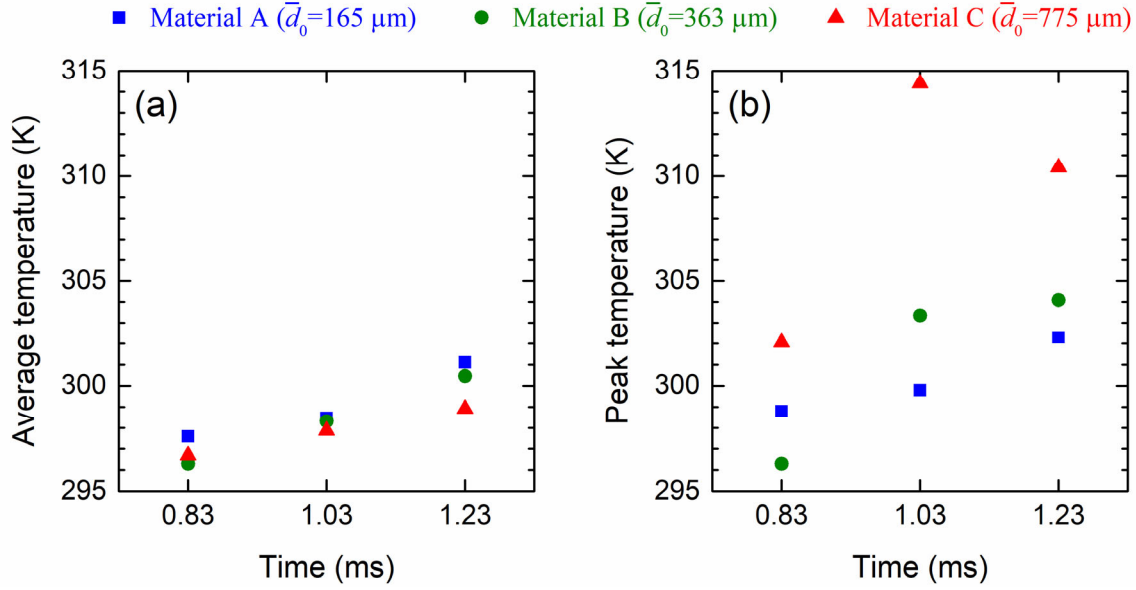 Material A (d̅₀=165 μm) Material B (d̅₀=363 μm) Material C (d̅₀=775 μm)
(a)
Average temperature (K)
315
310
305
300
295
0.83 1.03 1.23
Time (ms)
(b)
Peak temperature (K)
315
310
305
300
295
0.83 1.03 1.23
Time (ms)